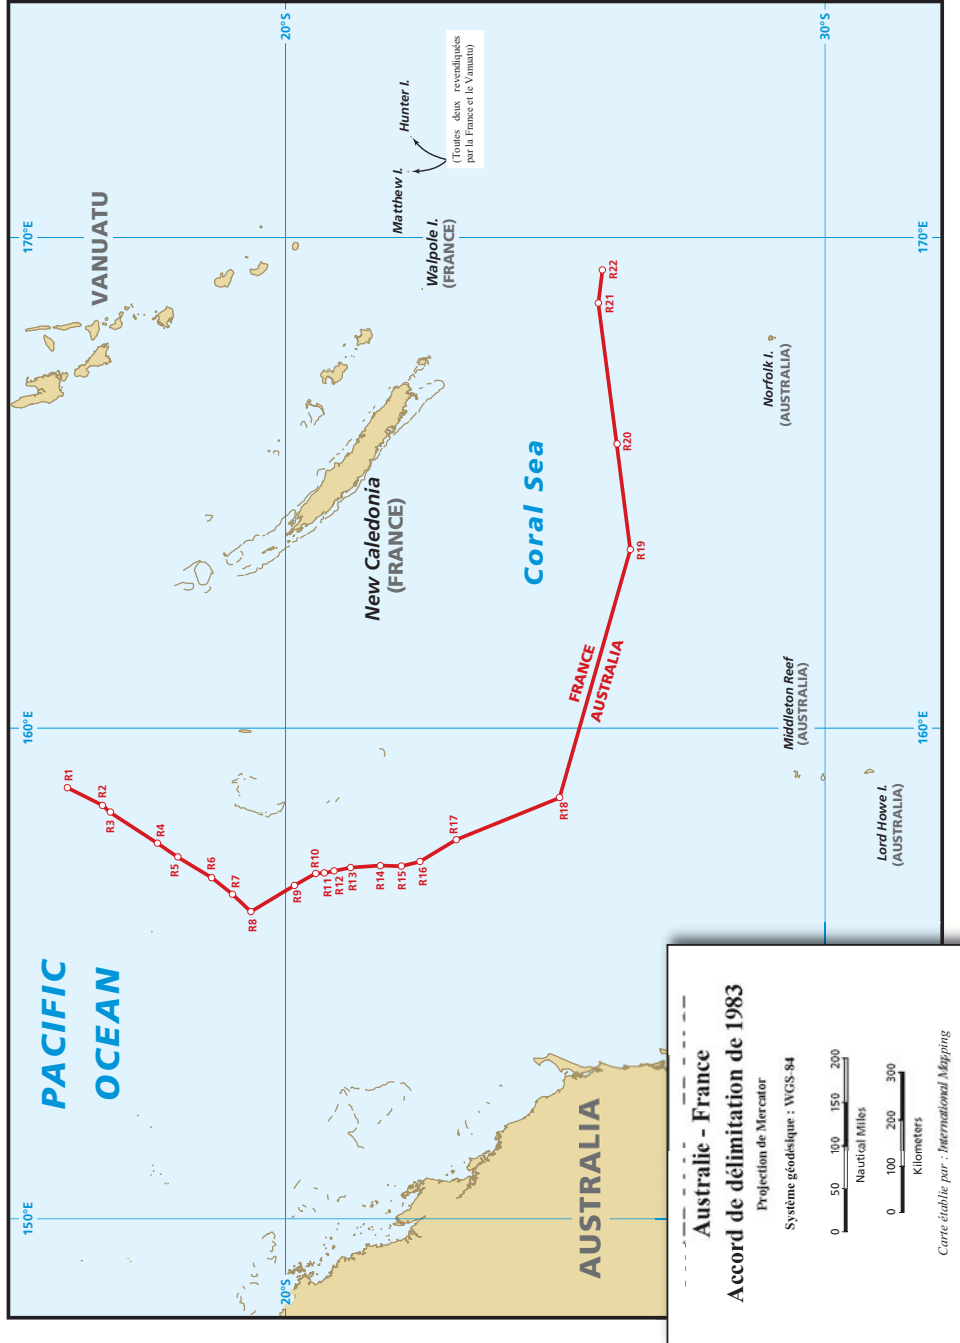 20°S
30°S
170°E
170°E
160°E
160°E
150°E
20°S
PACIFIC
OCEAN
VANUATU
Hunter I.
Matthew I.
(Toutes deux revendiquées
par la France et le Vanuatu)
Walpole I.
(FRANCE)
New Caledonia
(FRANCE)
Coral Sea
Norfolk I.
(AUSTRALIA)
Middleton Reef
(AUSTRALIA)
Lord Howe I.
(AUSTRALIA)
FRANCE
AUSTRALIA
AUSTRALIA
R1
R2
R3
R4
R5
R6
R7
R8
R9
R10
R11
R12
R13
R14
R15
R16
R17
R18
R19
R20
R21
R22
Australie - France
Accord de délimitation de 1983
Projection de Mercator
Système géodésique : WGS-84
0 50 100 150 200
Nautical Miles
0 100 200 300
Kilometers
Carte établie par : International Mapping